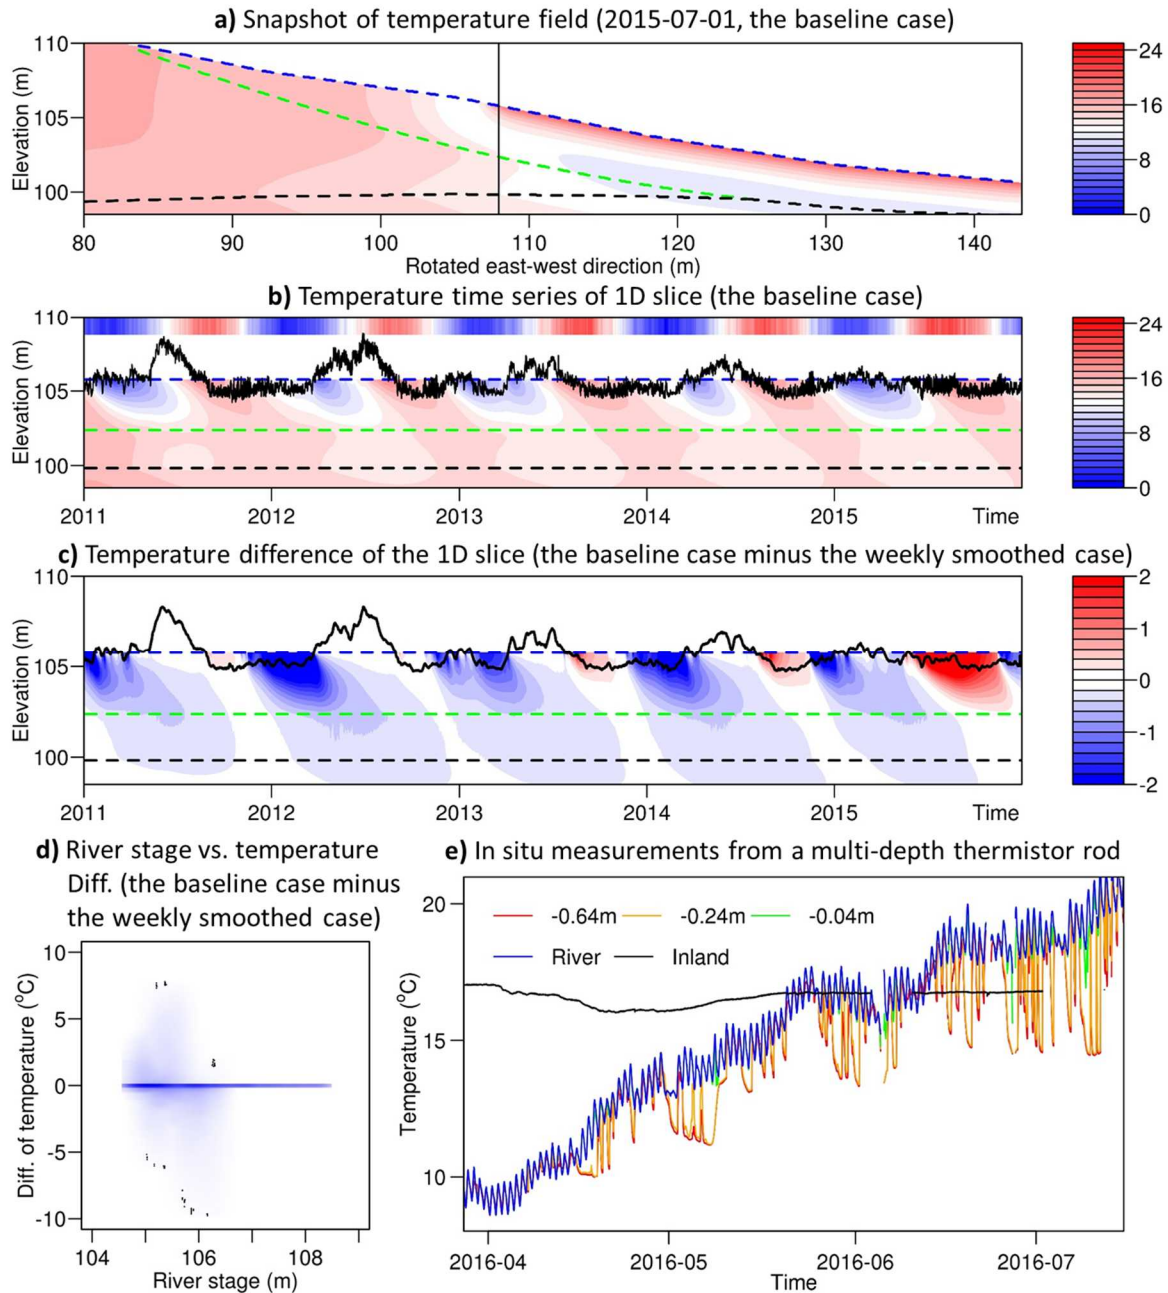 a) Snapshot of temperature field (2015-07-01, the baseline case)
110
105
100
Elevation (m)
80 90 100 110 120 130 140
Rotated east-west direction (m)
24
16
8
0
b) Temperature time series of 1D slice (the baseline case)
110
105
100
Elevation (m)
2011 2012 2013 2014 2015 Time
24
16
8
0
c) Temperature difference of the 1D slice (the baseline case minus the weekly smoothed case)
110
105
100
Elevation (m)
2011 2012 2013 2014 2015 Time
2
1
0
-1
-2
d) River stage vs. temperature
Diff. (the baseline case minus
the weekly smoothed case)
10
5
0
-5
-10
Diff. of temperature (°C)
104 106 108
River stage (m)
e) In situ measurements from a multi-depth thermistor rod
-0.64m -0.24m -0.04m
River Inland
20
15
10
Temperature (°C)
2016-04 2016-05 2016-06 2016-07
Time